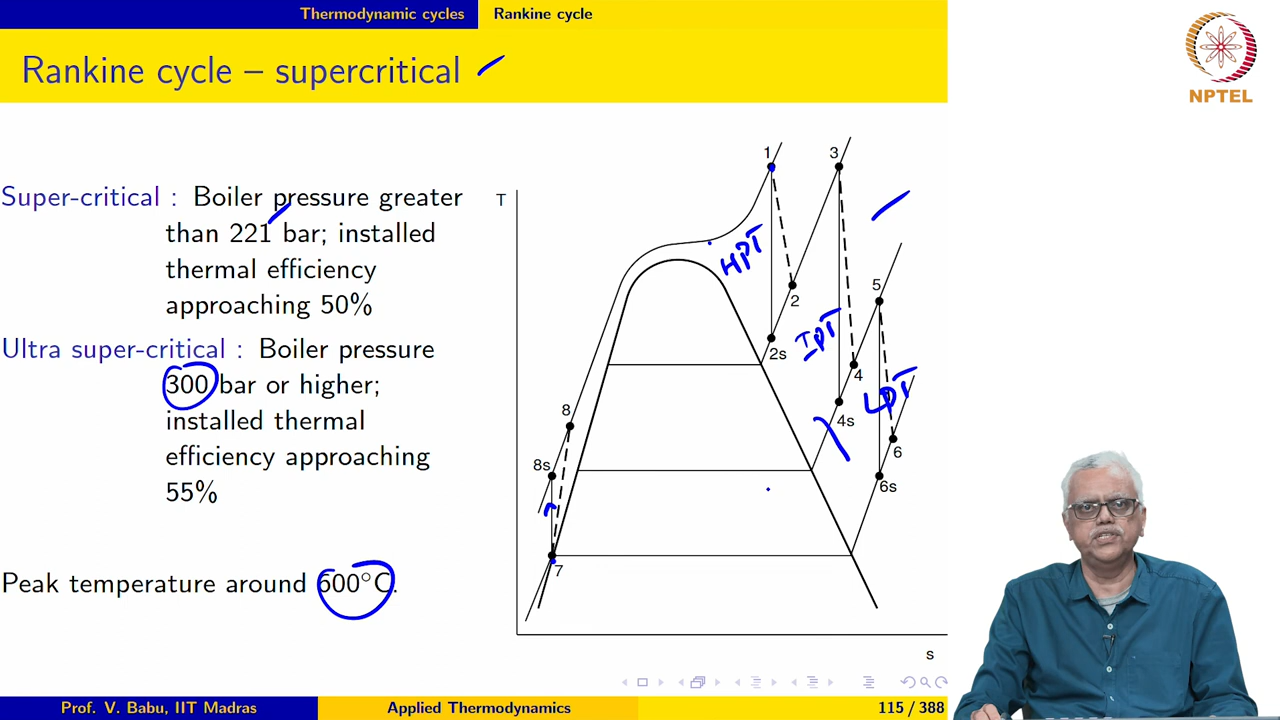 Thermodynamic cycles Rankine cycle
Rankine cycle – supercritical
NPTEL
Super-critical : Boiler pressure greater
than 221 bar; installed
thermal efficiency
approaching 50%
Ultra super-critical : Boiler pressure
300 bar or higher;
installed thermal
efficiency approaching
55%
Peak temperature around 600°C.
T
1
3
HPT
2
5
IPT
2s
4
LPT
8
4s
6
8s
6s
7
s
Prof. V. Babu, IIT Madras Applied Thermodynamics 115 / 388